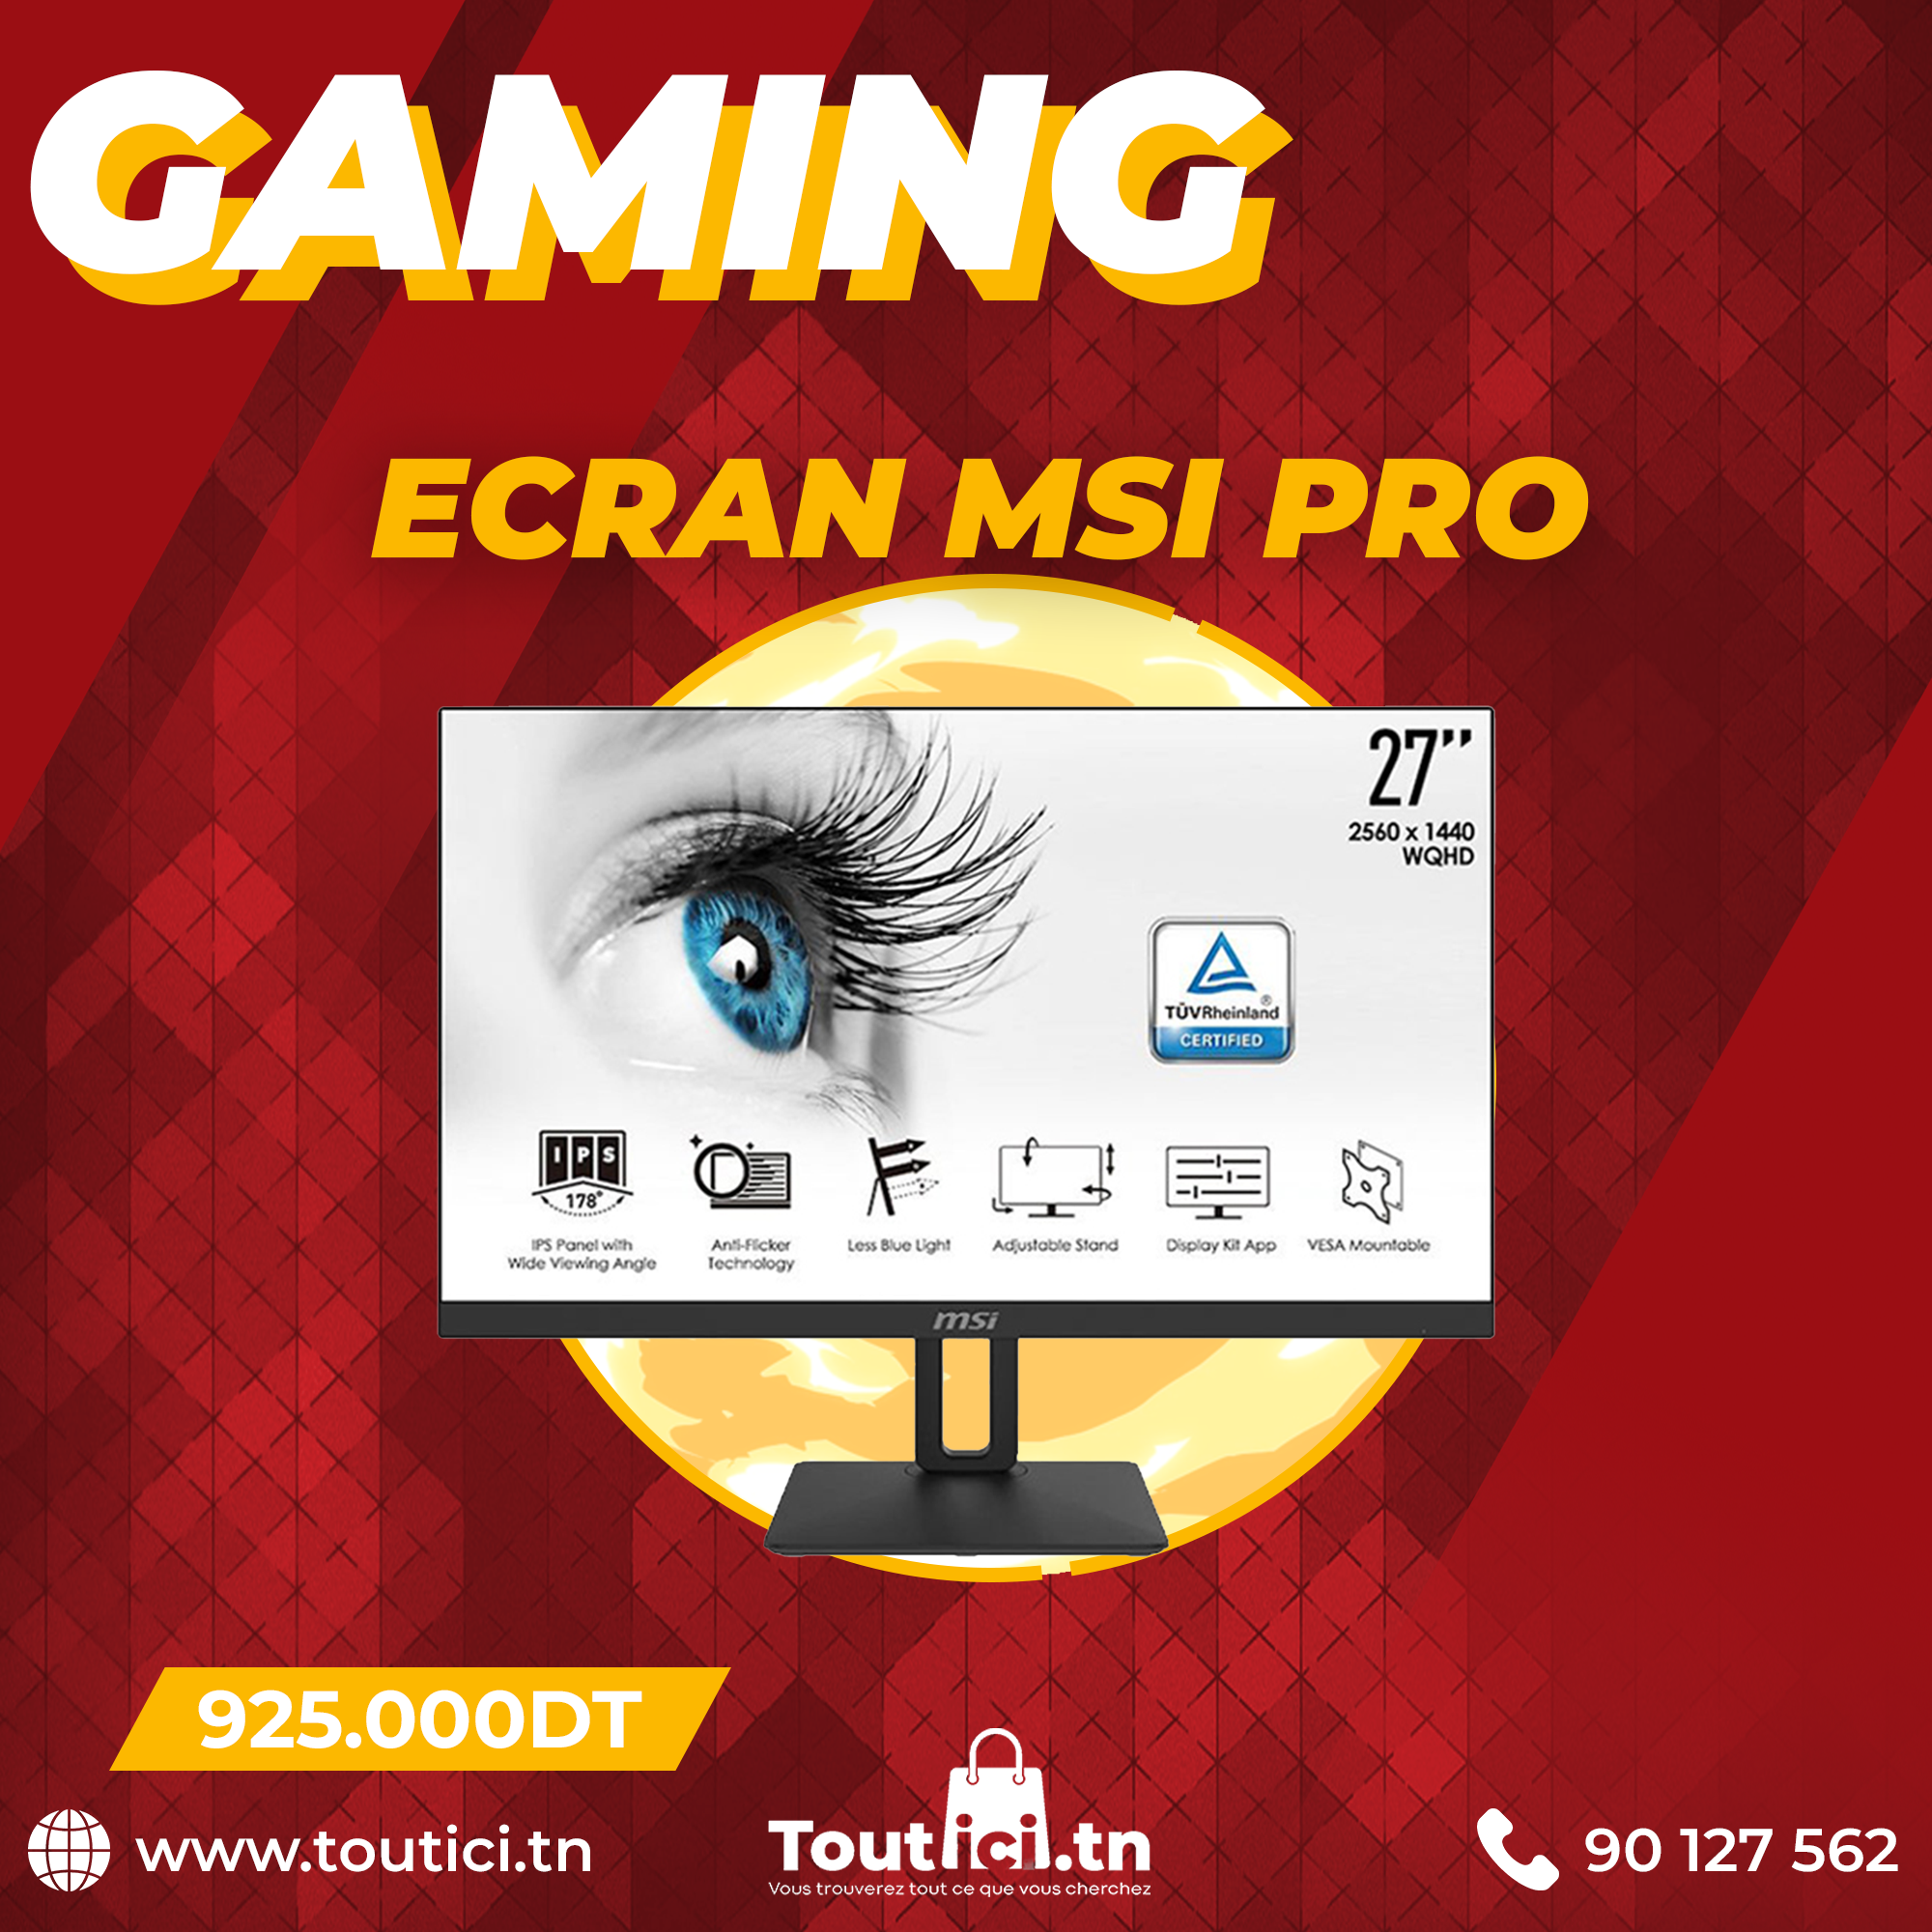 GAMING
ECRAN MSI PRO
27’’
2560 x 1440
WQHD
TÜVRheinland®
CERTIFIED
IPS
178°
IPS Panel with
Wide Viewing Angle
Anti-Flicker
Technology
Less Blue Light
Adjustable Stand
Display Kit App
VESA Mountable
msi
925.000DT
www.toutici.tn
Toutici.tn
Vous trouverez tout ce que vous cherchez
90 127 562